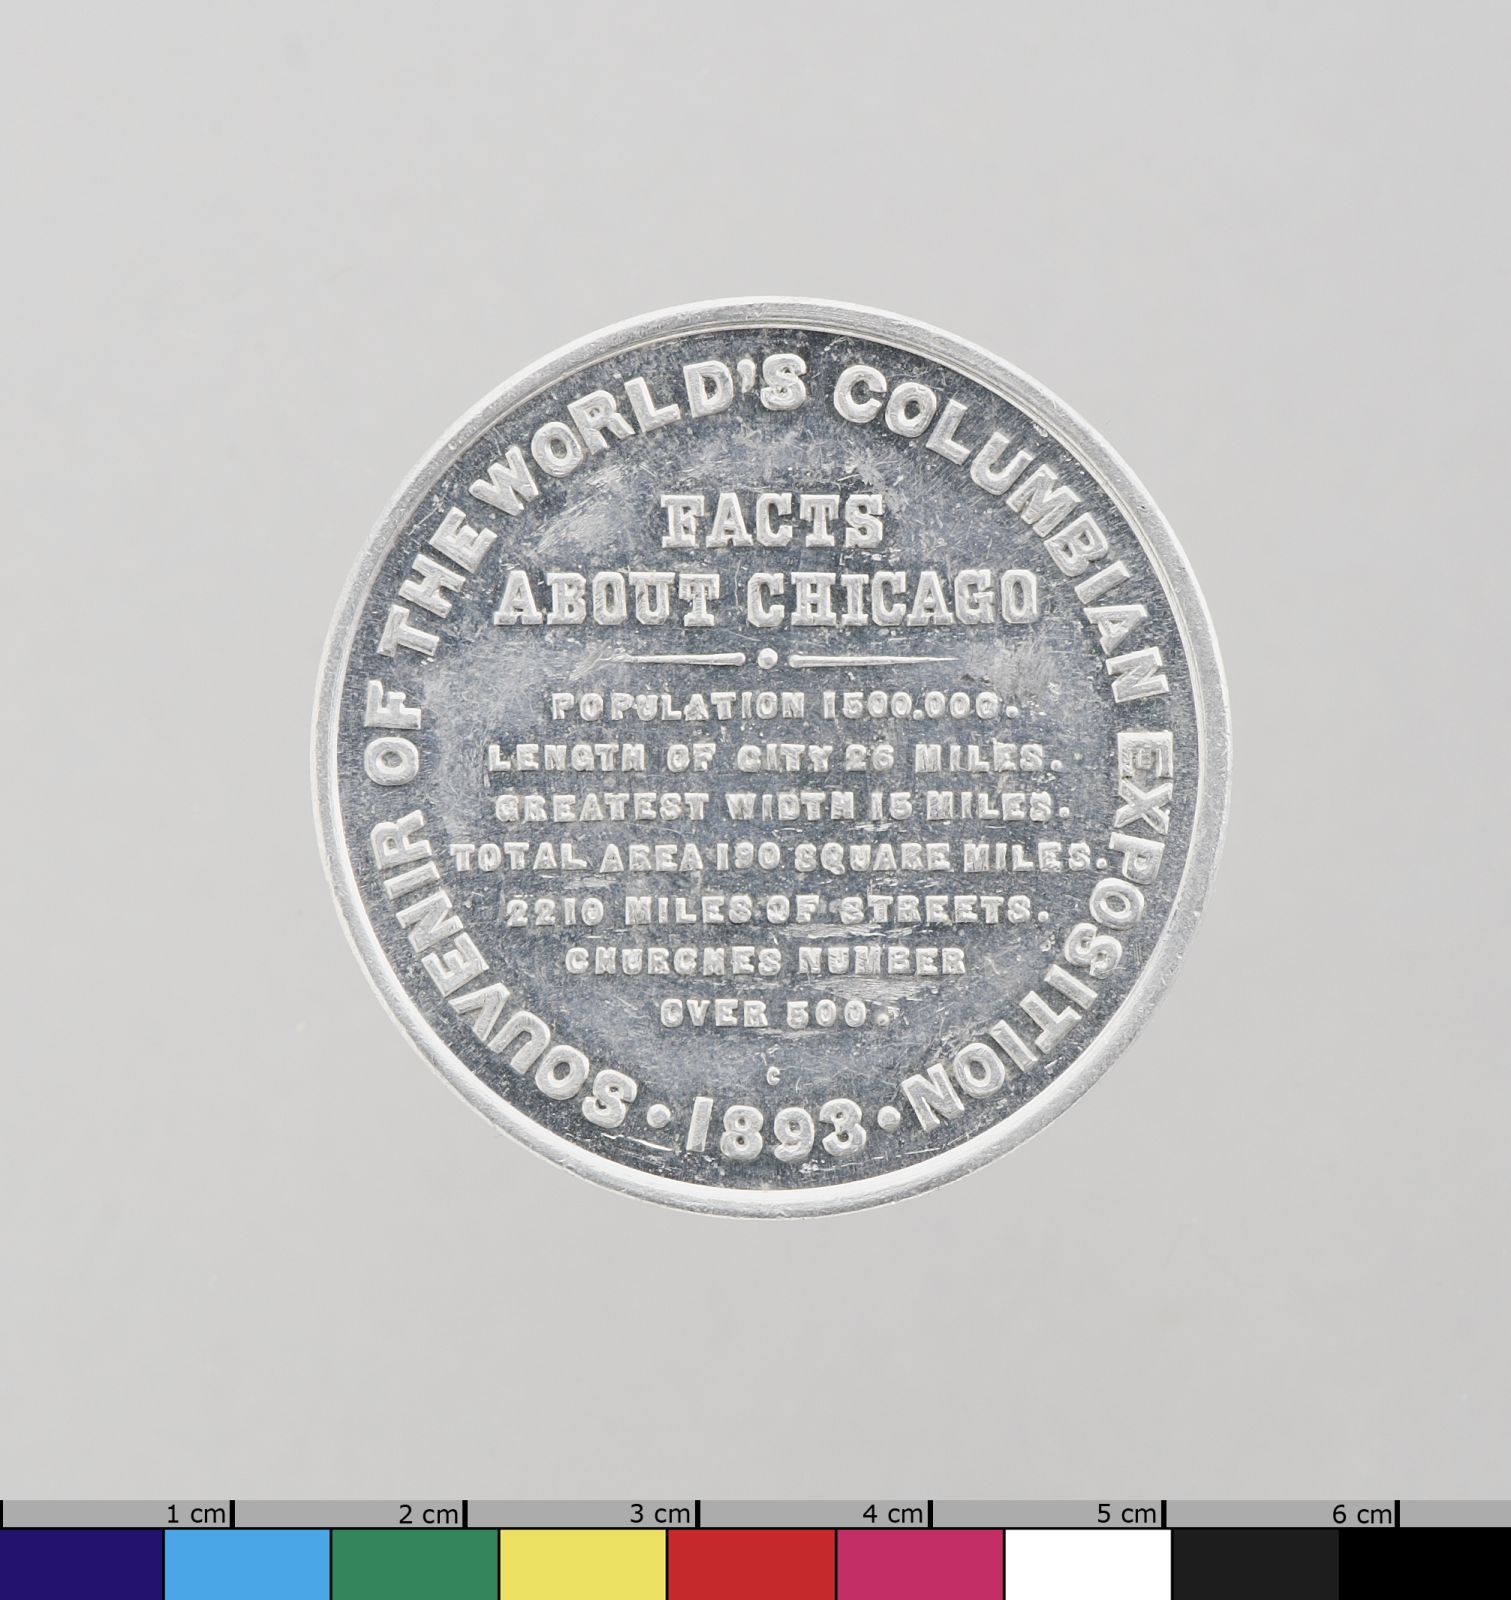 SOUVENIR OF THE WORLD'S COLUMBIAN EXPOSITION
• 1893 •
FACTS
ABOUT CHICAGO
POPULATION 1500.000.
LENGTH OF CITY 26 MILES.
GREATEST WIDTH 15 MILES.
TOTAL AREA 190 SQUARE MILES.
2210 MILES OF STREETS.
CHURCHES NUMBER
OVER 500.
C
1 cm 2 cm 3 cm 4 cm 5 cm 6 cm